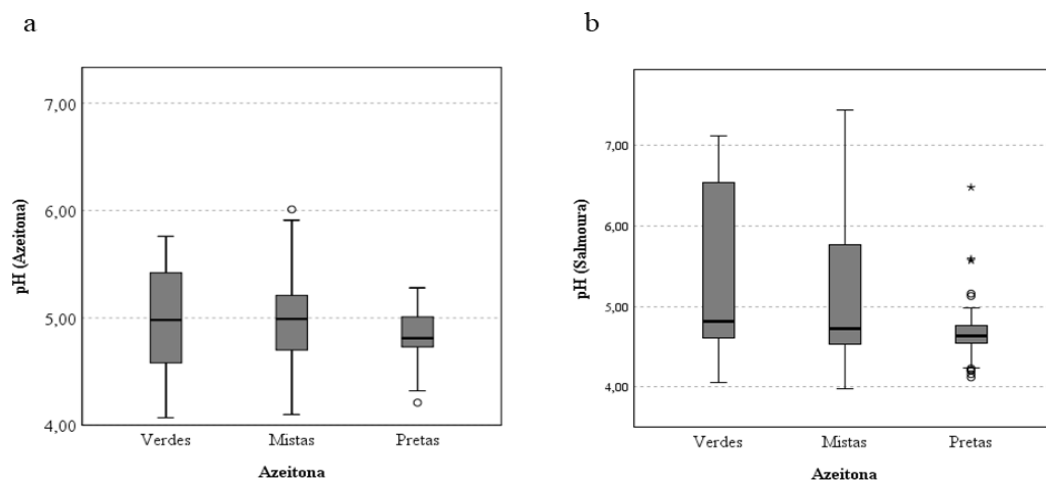 a
7,00
6,00
5,00
4,00
pH (Azeitona)
Verdes
Mistas
Pretas
Azeitona
b
7,00
6,00
5,00
4,00
pH (Salmoura)
Verdes
Mistas
Pretas
Azeitona